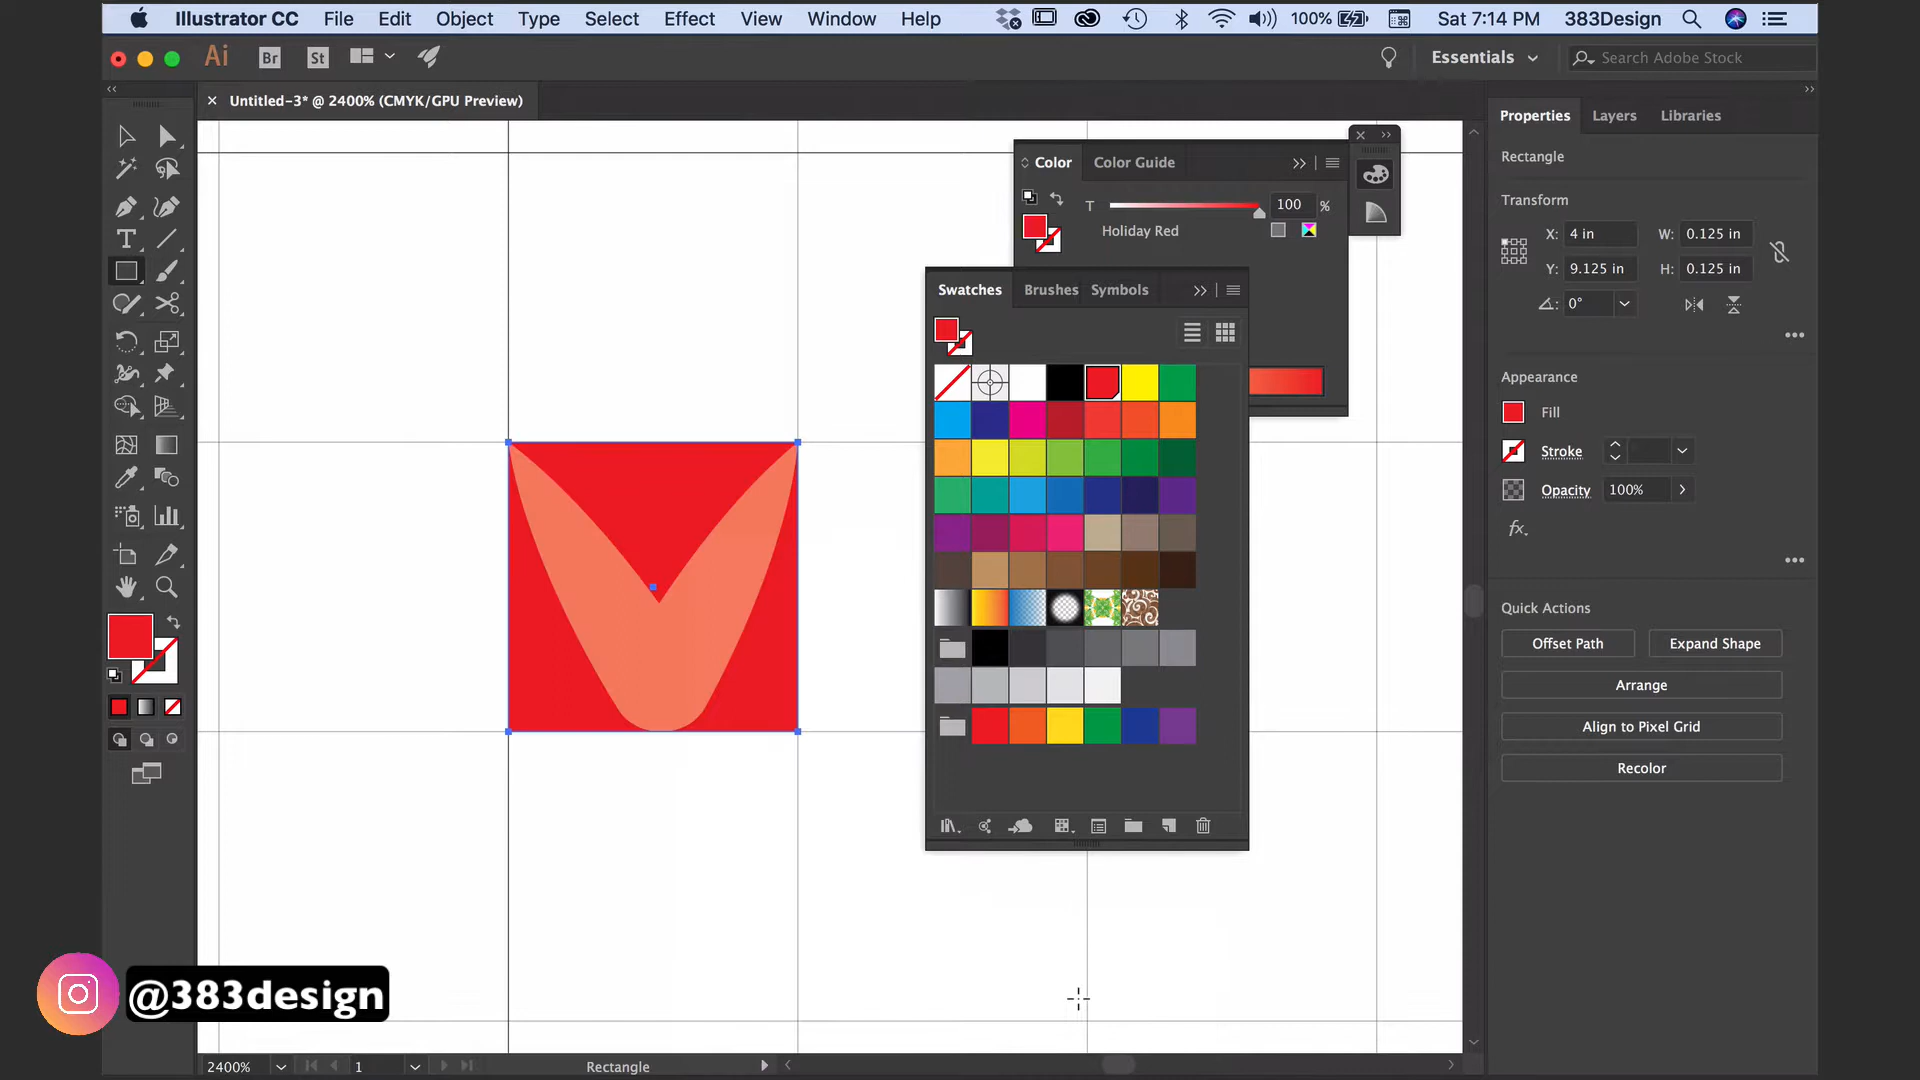 Illustrator CC File Edit Object Type Select Effect View Window Help 100% Sat 7:14 PM 383Design
Ai Br St Essentials Search Adobe Stock
Untitled-3* @ 2400% (CMYK/GPU Preview)
Properties Layers Libraries
Rectangle
Transform
X: 4 in W: 0.125 in
Y: 9.125 in H: 0.125 in
0°
Appearance
Fill
Stroke
Opacity 100%
fx
Quick Actions
Offset Path Expand Shape
Arrange
Align to Pixel Grid
Recolor
Color Color Guide
T 100 %
Holiday Red
Swatches Brushes Symbols
@383design
2400% 1 Rectangle